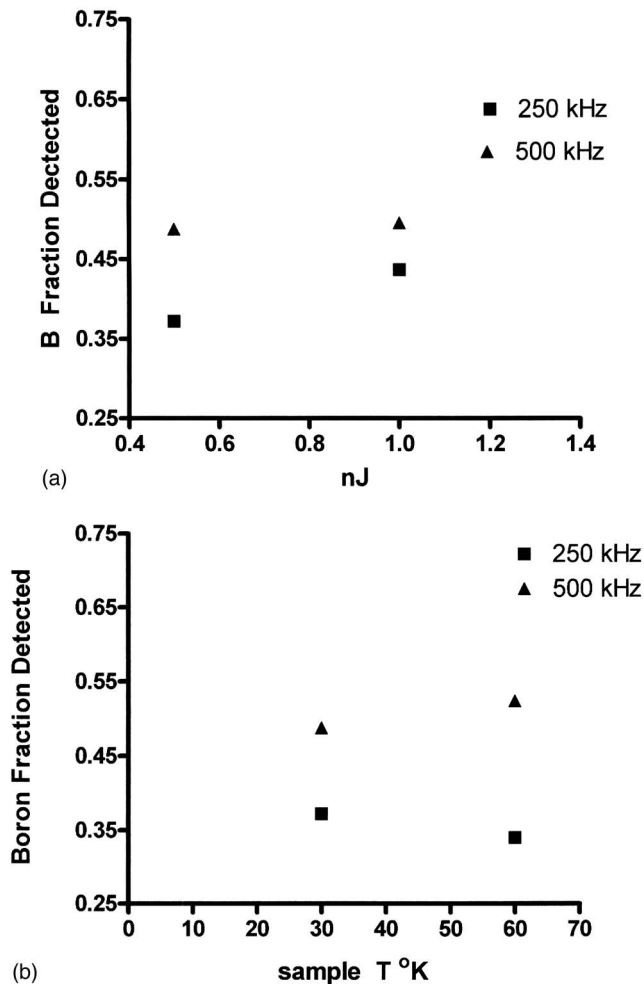 0.75
0.65
0.55
0.45
0.35
0.25
B Fraction Dectected
250 kHz
500 kHz
0.4 0.6 0.8 1.0 1.2 1.4
nJ
(a)
0.75
0.65
0.55
0.45
0.35
0.25
Boron Fraction Detected
250 kHz
500 kHz
0 10 20 30 40 50 60 70
sample T °K
(b)